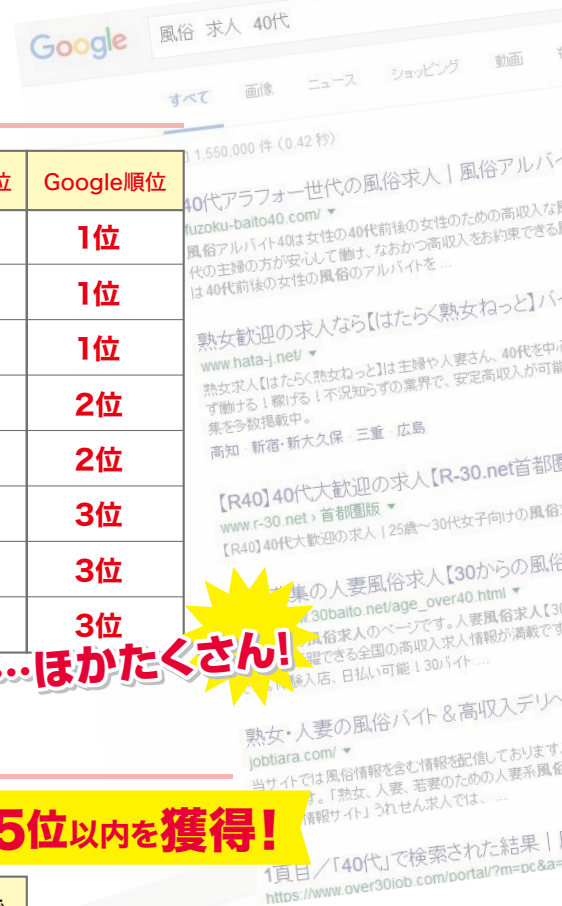 Google 風俗 求人 40代
すべて 画像 ニュース ショッピング 動画
1,550,000 件 (0.42 秒)
位 Google順位
1位
1位
1位
2位
2位
3位
3位
3位
…ほかたくさん!
5位以内を獲得!
40代アラフォー世代の風俗求人 | 風俗アルバイ
fuzoku-baito40.com/ ▼
風俗アルバイト40は女性の40代前後の女性のための高収入な
代の主婦の方が安心して働け、なおかつ高収入をお約束できる
は40代前後の女性の風俗のアルバイトを ...
熟女歓迎の求人なら【はたらく熟女ねっと】バイ
www.hata-j.net/ ▼
熟女求人【はたらく熟女ねっと】は主婦や人妻さん、40代を中心
ず働ける!稼げる!不況知らずの業界で、安定高収入が可能
集を多数掲載中。
高知 新宿・新大久保 三重 広島
【R40】40代大歓迎の求人【R-30.net首都圏
www.r-30.net › 首都圏版 ▼
【R40】40代大歓迎の求人 | 25歳~30代女子向けの風俗
集の人妻風俗求人【30からの風俗
.30baito.net/age_over40.html ▼
風俗求人のページです。人妻風俗求人【30
躍できる全国の高収入求人情報が満載です
験入店、日払い可能!30バイト ...
熟女・人妻の風俗バイト&高収入デリヘ
jobtiara.com/ ▼
当サイトでは風俗情報を含む情報を配信しております。
す。「熟女、人妻、若妻のための人妻系風俗
情報サイト」うれせん求人では、 ...
1頁目/「40代」で検索された結果 |
https://www.over30job.com/portal/?m=pc&a=